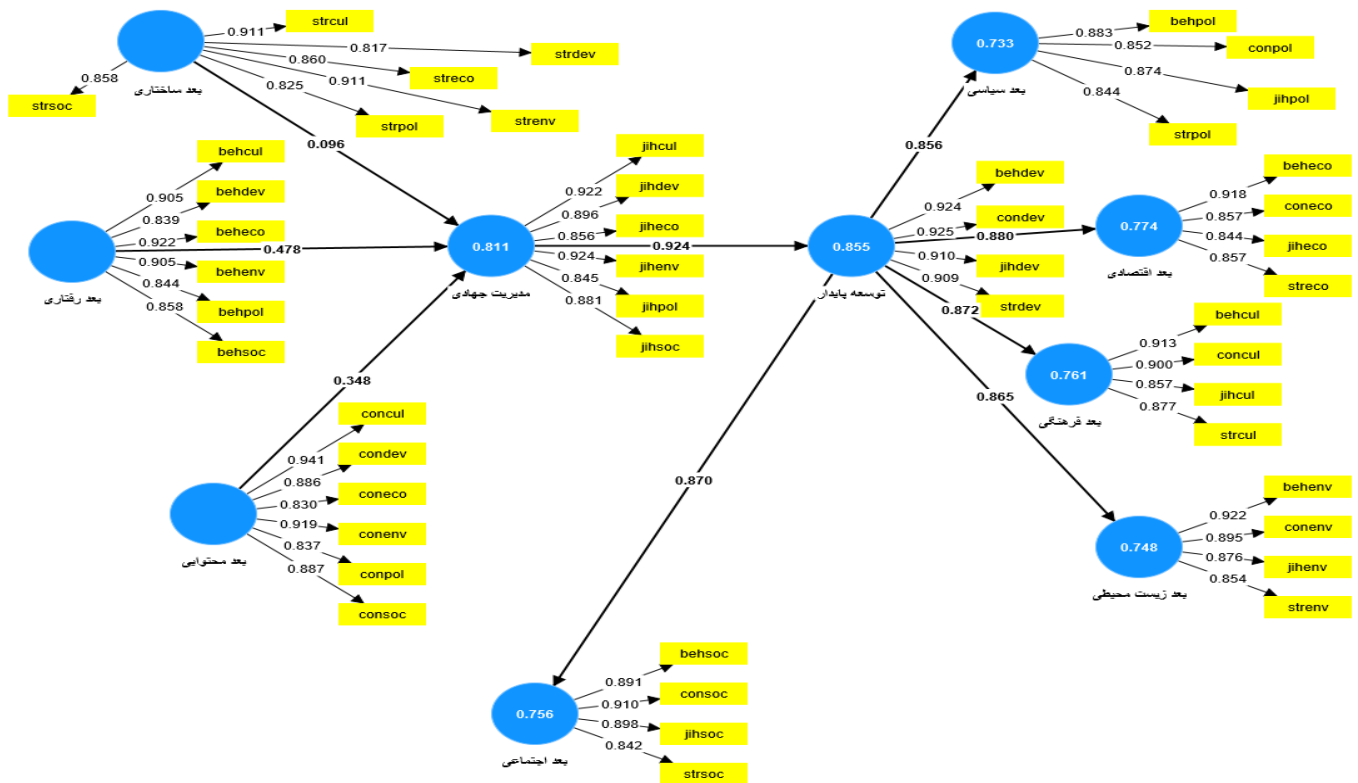 strcul
0.911
0.817
strdev
0.860
streco
0.858
0.911
0.825
strsoc
بعد ساختاری
strenv
strpol
0.096
behcul
0.905
behdev
0.839
beheco
0.922
0.478
0.905
behenv
0.844
behpol
0.858
behsoc
بعد رفتاری
jihcul
0.922
jihdev
0.896
jiheco
0.856
0.811
0.924
jihenv
0.845
jihpol
0.881
jihsoc
مدیریت جهادی
0.924
0.348
concul
0.941
condev
0.886
coneco
0.830
0.919
conenv
0.837
conpol
0.887
consoc
بعد محتوایی
0.733
0.883
behpol
0.852
conpol
0.874
jihpol
0.844
strpol
بعد سیاسی
0.856
behdev
0.924
condev
0.925
0.855
0.910
jihdev
0.909
strdev
توسعه پایدار
0.880
beheco
0.918
coneco
0.857
0.774
0.844
jiheco
0.857
streco
بعد اقتصادی
0.872
behcul
0.913
concul
0.900
0.761
0.857
jihcul
0.877
strcul
بعد فرهنگی
0.865
behenv
0.922
conenv
0.895
0.748
0.876
jihenv
0.854
strenv
بعد زیست محیطی
0.870
behsoc
0.891
consoc
0.910
0.756
0.898
jihsoc
0.842
strsoc
بعد اجتماعی